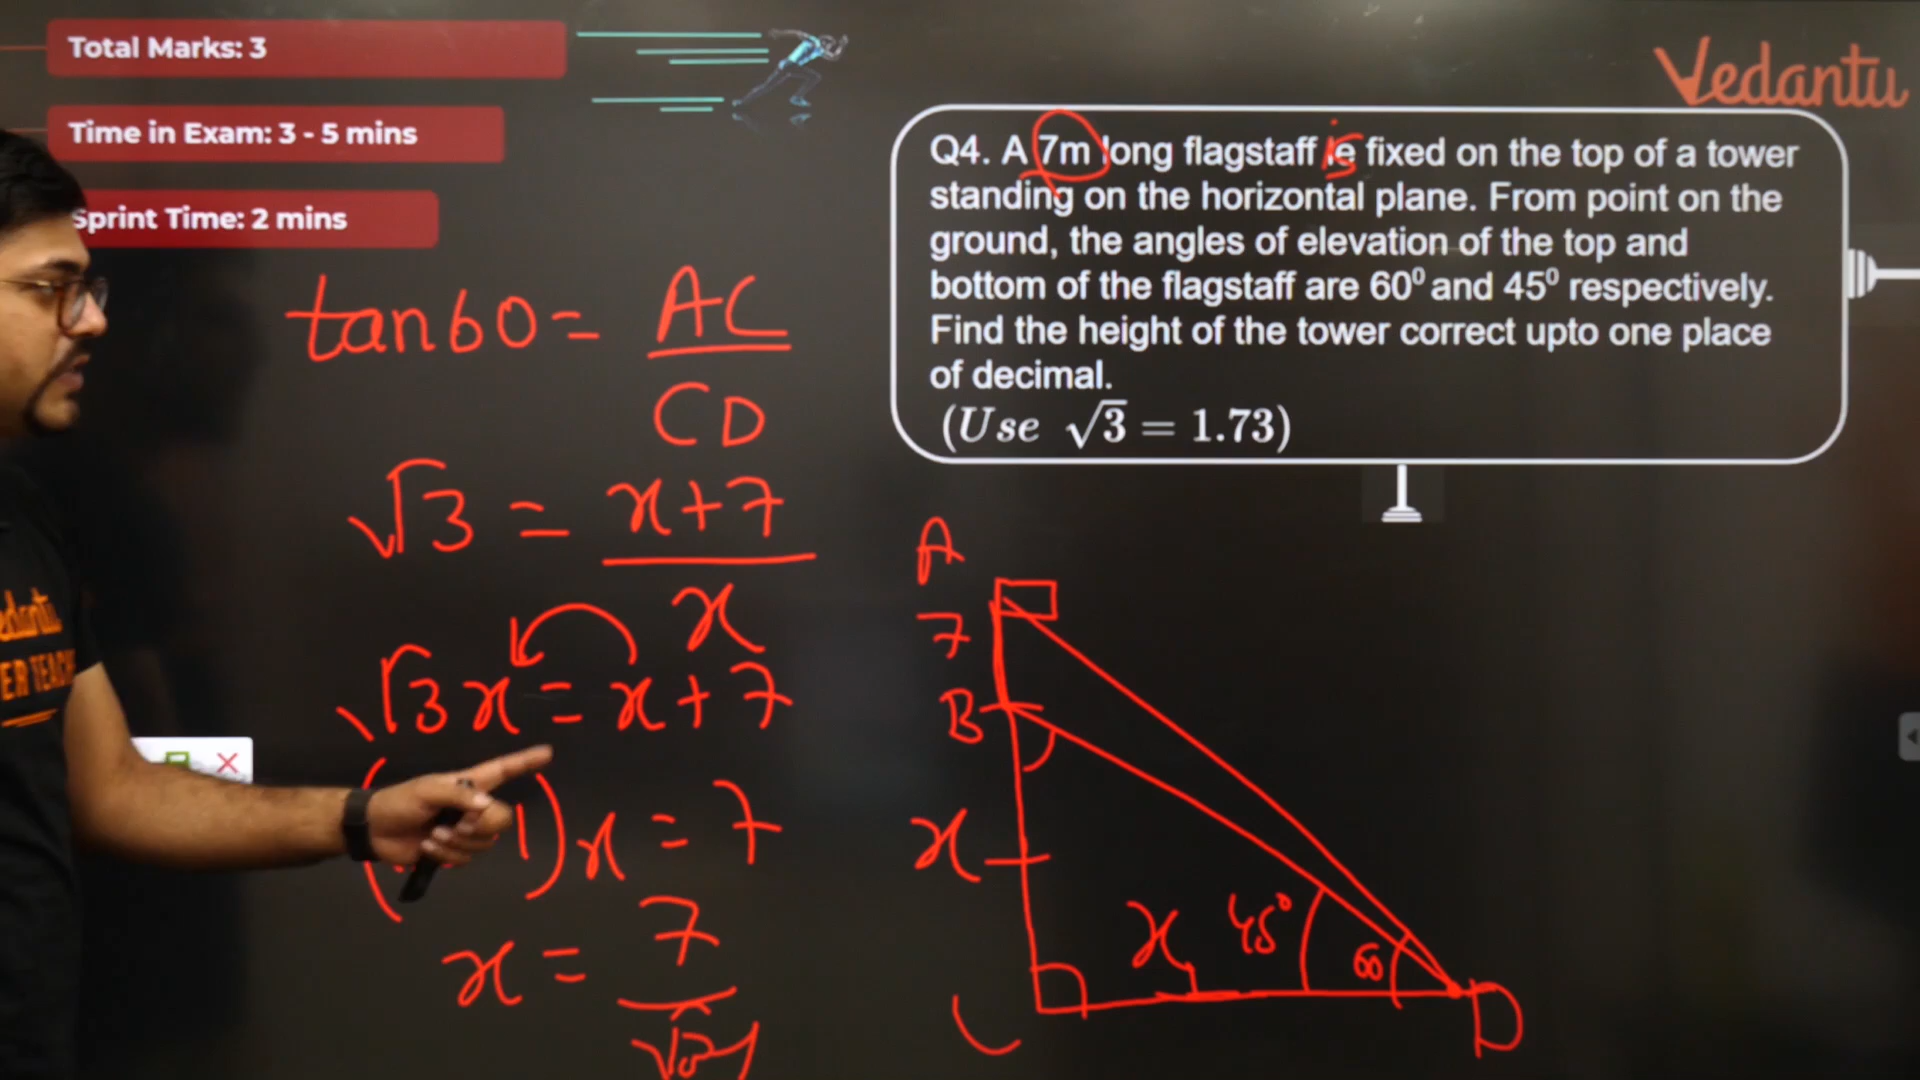 Total Marks: 3
Time in Exam: 3 - 5 mins
Sprint Time: 2 mins
Vedantu
Q4. A 7m long flagstaff is fixed on the top of a tower
standing on the horizontal plane. From point on the
ground, the angles of elevation of the top and
bottom of the flagstaff are 60⁰ and 45⁰ respectively.
Find the height of the tower correct upto one place
of decimal.
(Use √3 = 1.73)
tan60 = AC
CD
√3 = x+7
x
√3x = x+7
1)x = 7
x = 7
A
7
B
x
x 45° 60
C D